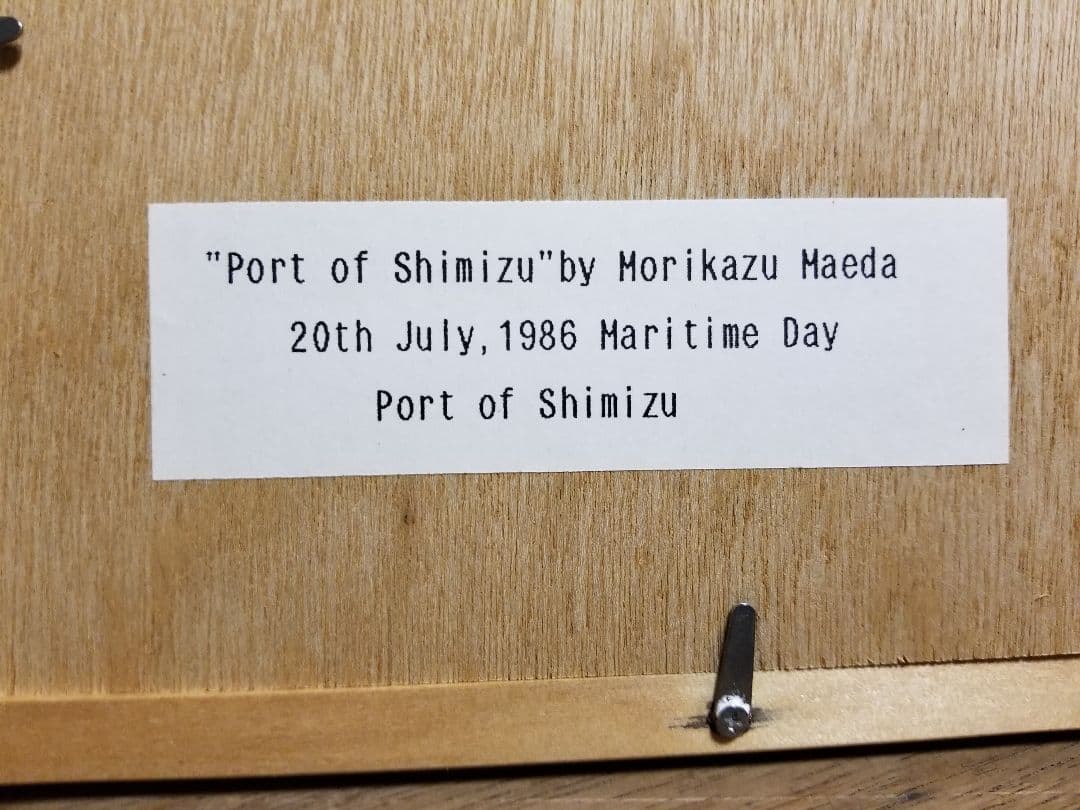 "Port of Shimizu"by Morikazu Maeda
20th July,1986 Maritime Day
Port of Shimizu